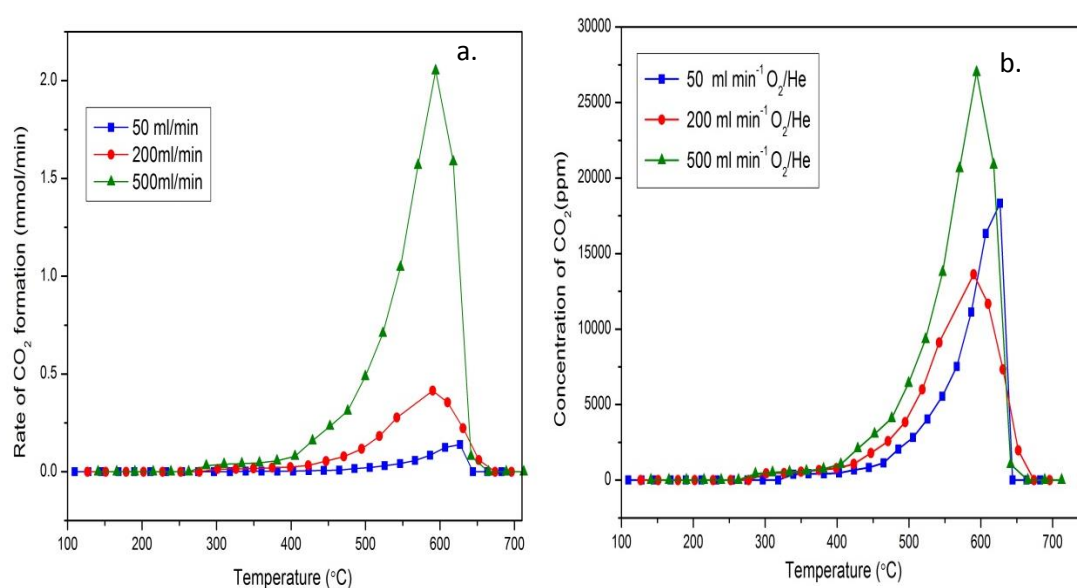 a.
2.0
1.5
1.0
0.5
0.0
Rate of CO2 formation (mmol/min)
50 ml/min
200ml/min
500ml/min
100 200 300 400 500 600 700
Temperature (°C)
b.
30000
25000
20000
15000
10000
5000
0
Concentration of CO2(ppm)
50 ml min-1 O2/He
200 ml min-1 O2/He
500 ml min-1 O2/He
100 200 300 400 500 600 700
Temperature (°C)